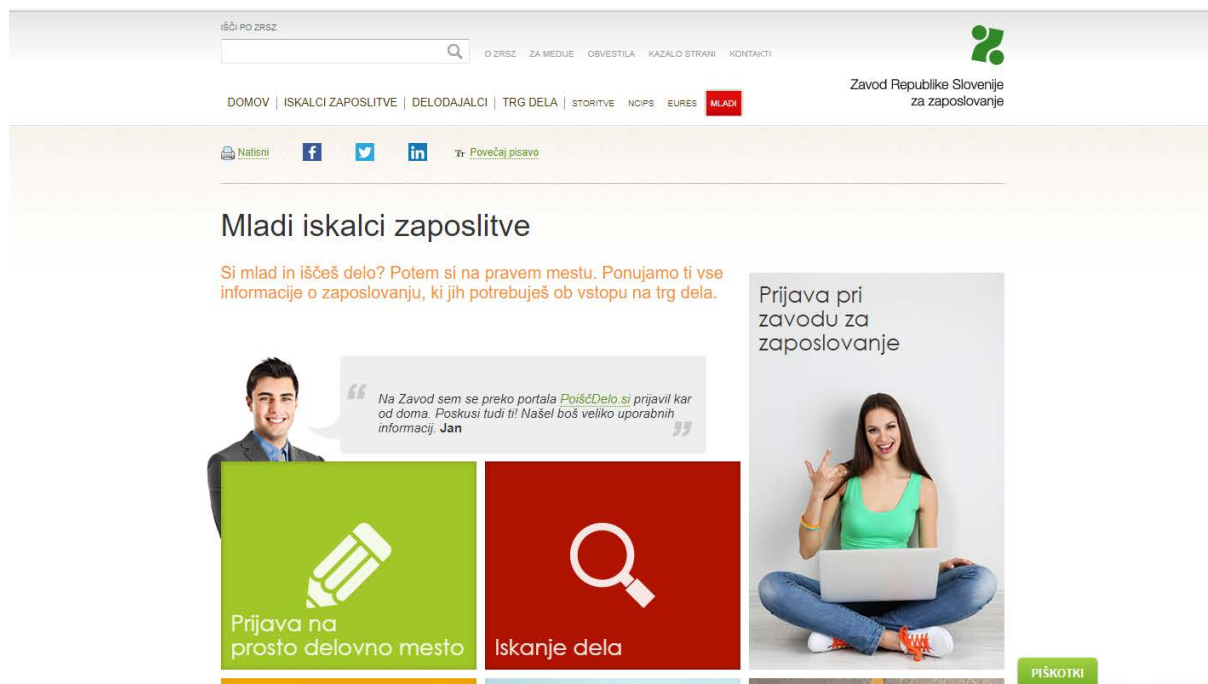 IŠČI PO ZRSZ
O ZRSZ ZA MEDIJE OBVESTILA KAZALO STRANI KONTAKTI
Zavod Republike Slovenije
za zaposlovanje
DOMOV | ISKALCI ZAPOSLITVE | DELODAJALCI | TRG DELA | STORITVE NCIPS EURES MLADI
Natisni f in Tr Povečaj pisavo
Mladi iskalci zaposlitve
Si mlad in iščeš delo? Potem si na pravem mestu. Ponujamo ti vse
informacije o zaposlovanju, ki jih potrebuješ ob vstopu na trg dela.
Prijava pri
zavodu za
zaposlovanje
“ Na Zavod sem se preko portala PoiščDelo.si prijavil kar
od doma. Poskusi tudi ti! Našel boš veliko uporabnih
informacij. Jan ”
Prijava na
prosto delovno mesto
Iskanje dela
PIŠKOTKI